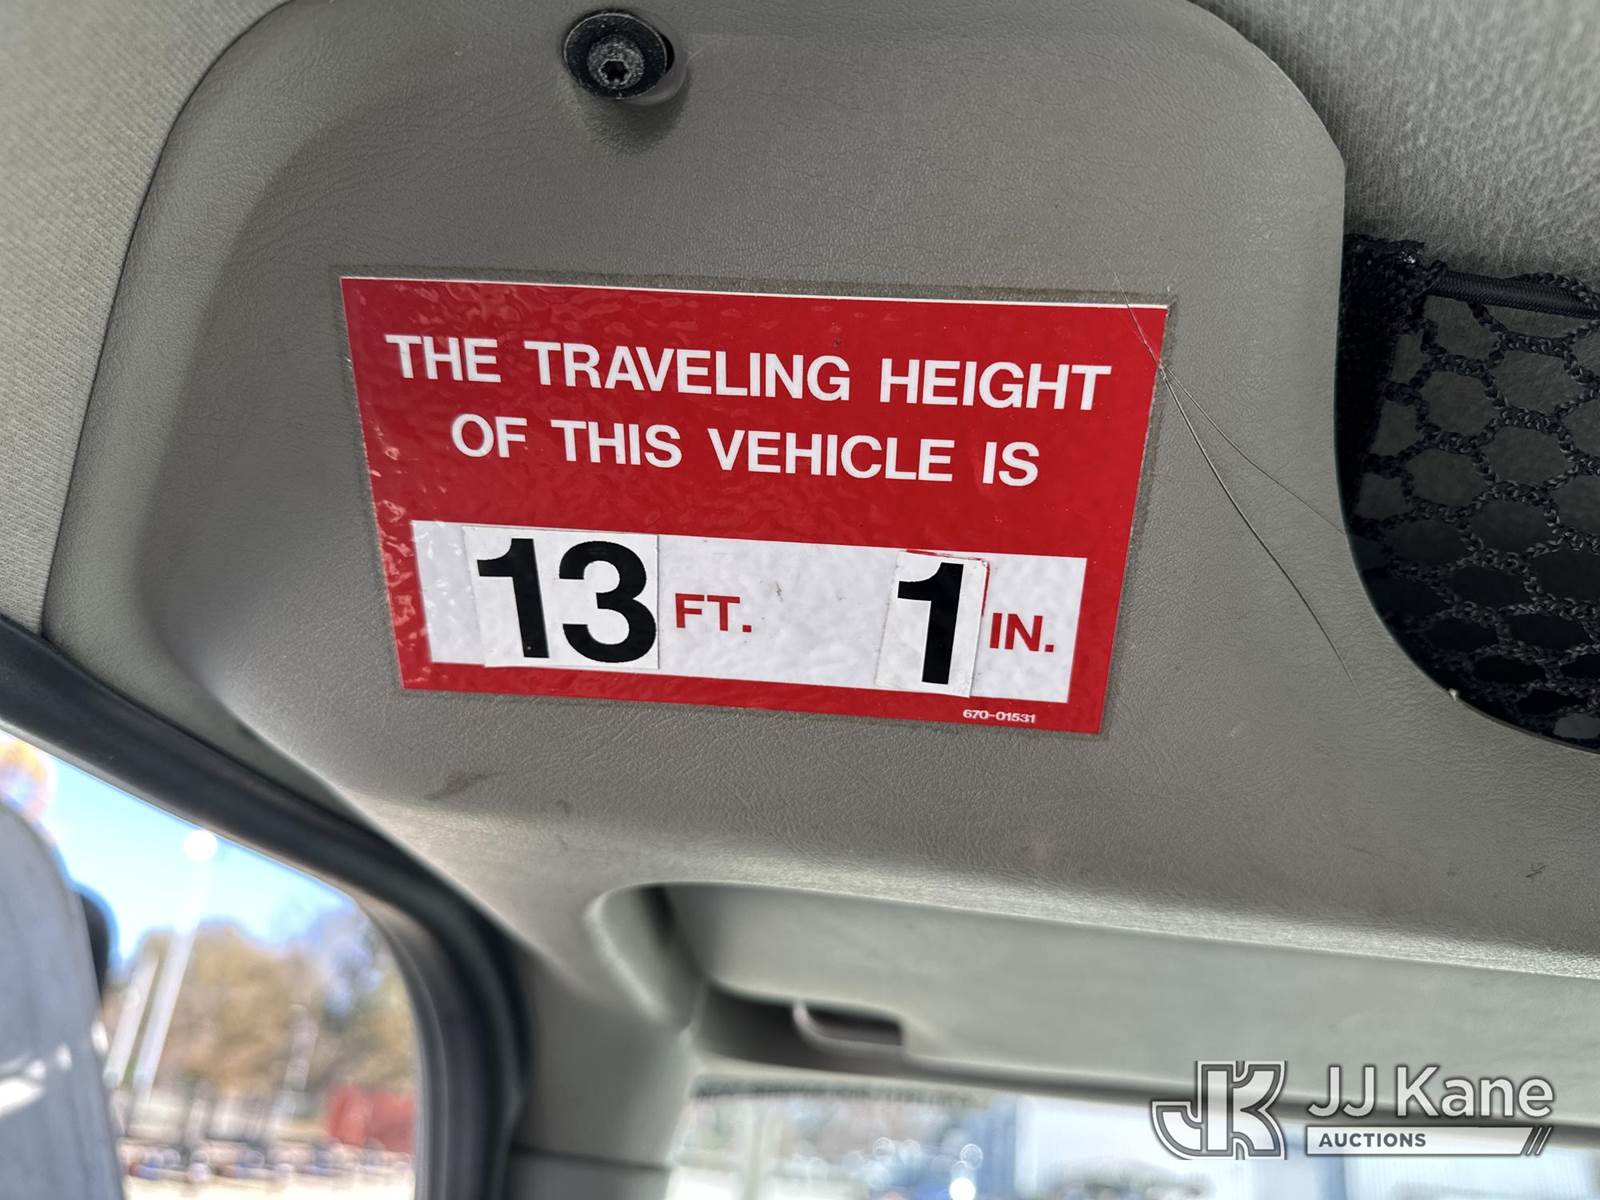 THE TRAVELING HEIGHT
OF THIS VEHICLE IS
13 FT. 1 IN.
670-01531
JJ Kane
AUCTIONS